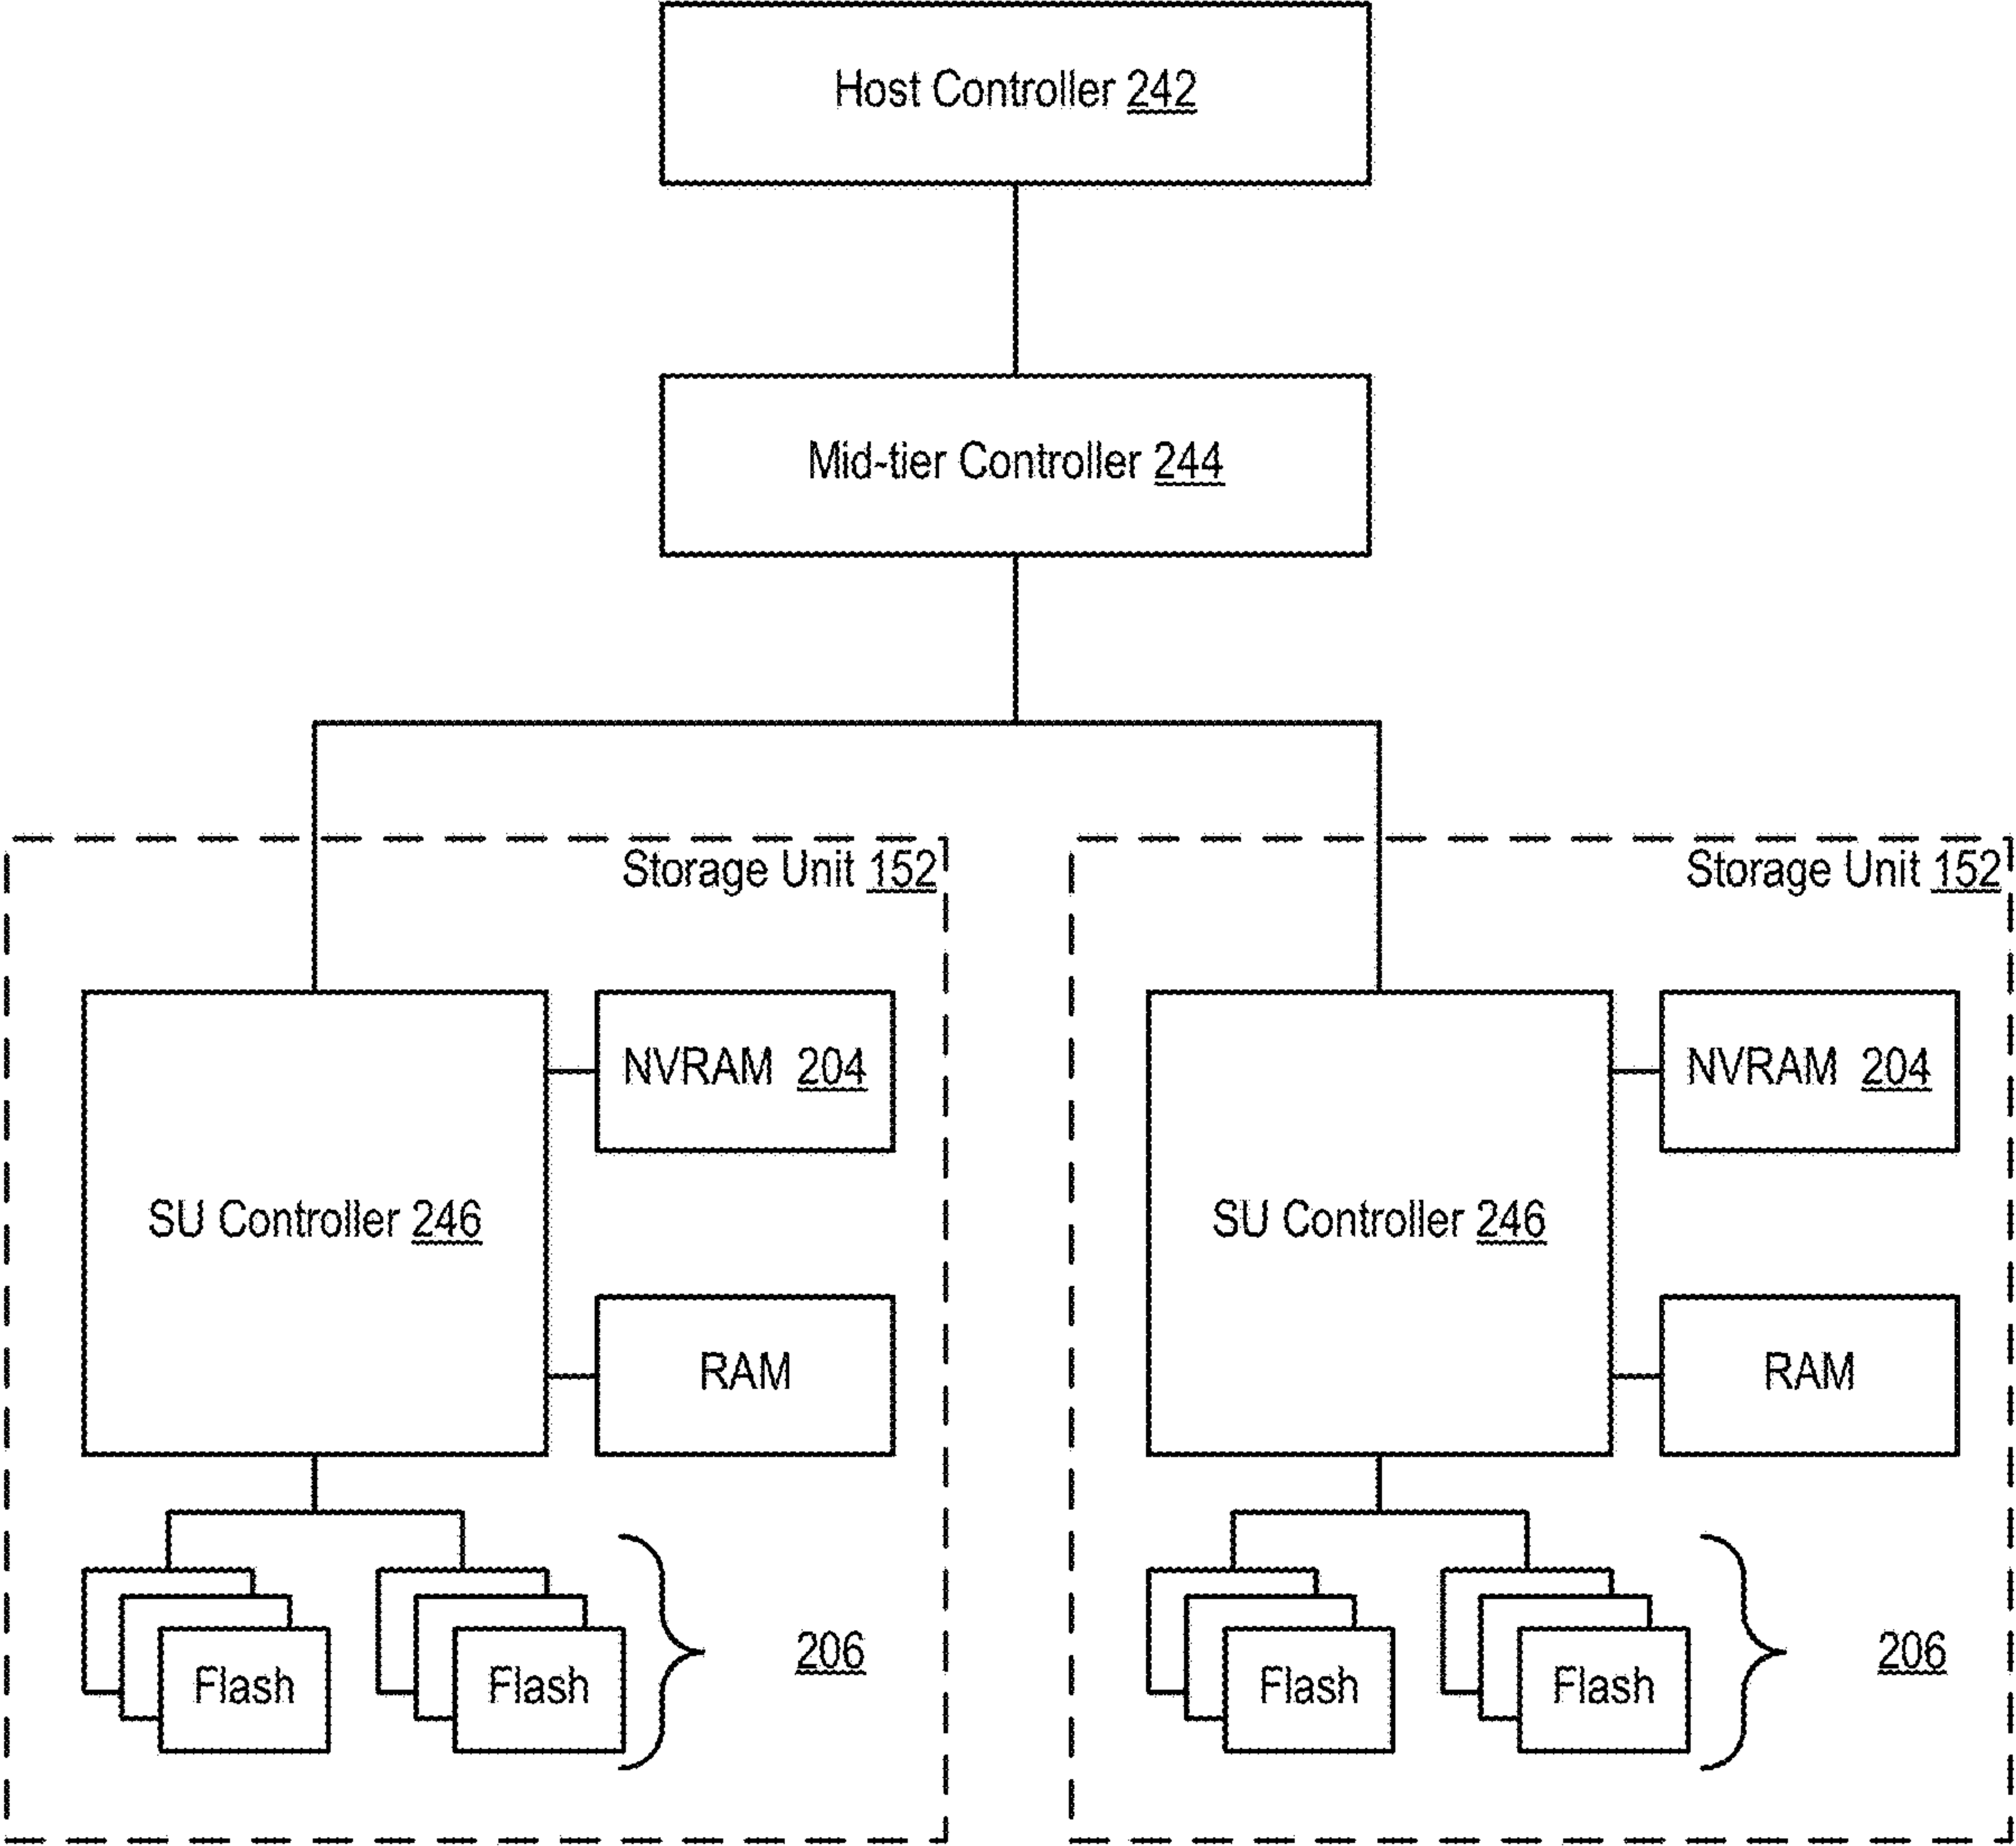 Host Controller 242
Mid-tier Controller 244
Storage Unit 152
NVRAM 204
SU Controller 246
RAM
Flash
Flash
206
Storage Unit 152
NVRAM 204
SU Controller 246
RAM
Flash
Flash
206